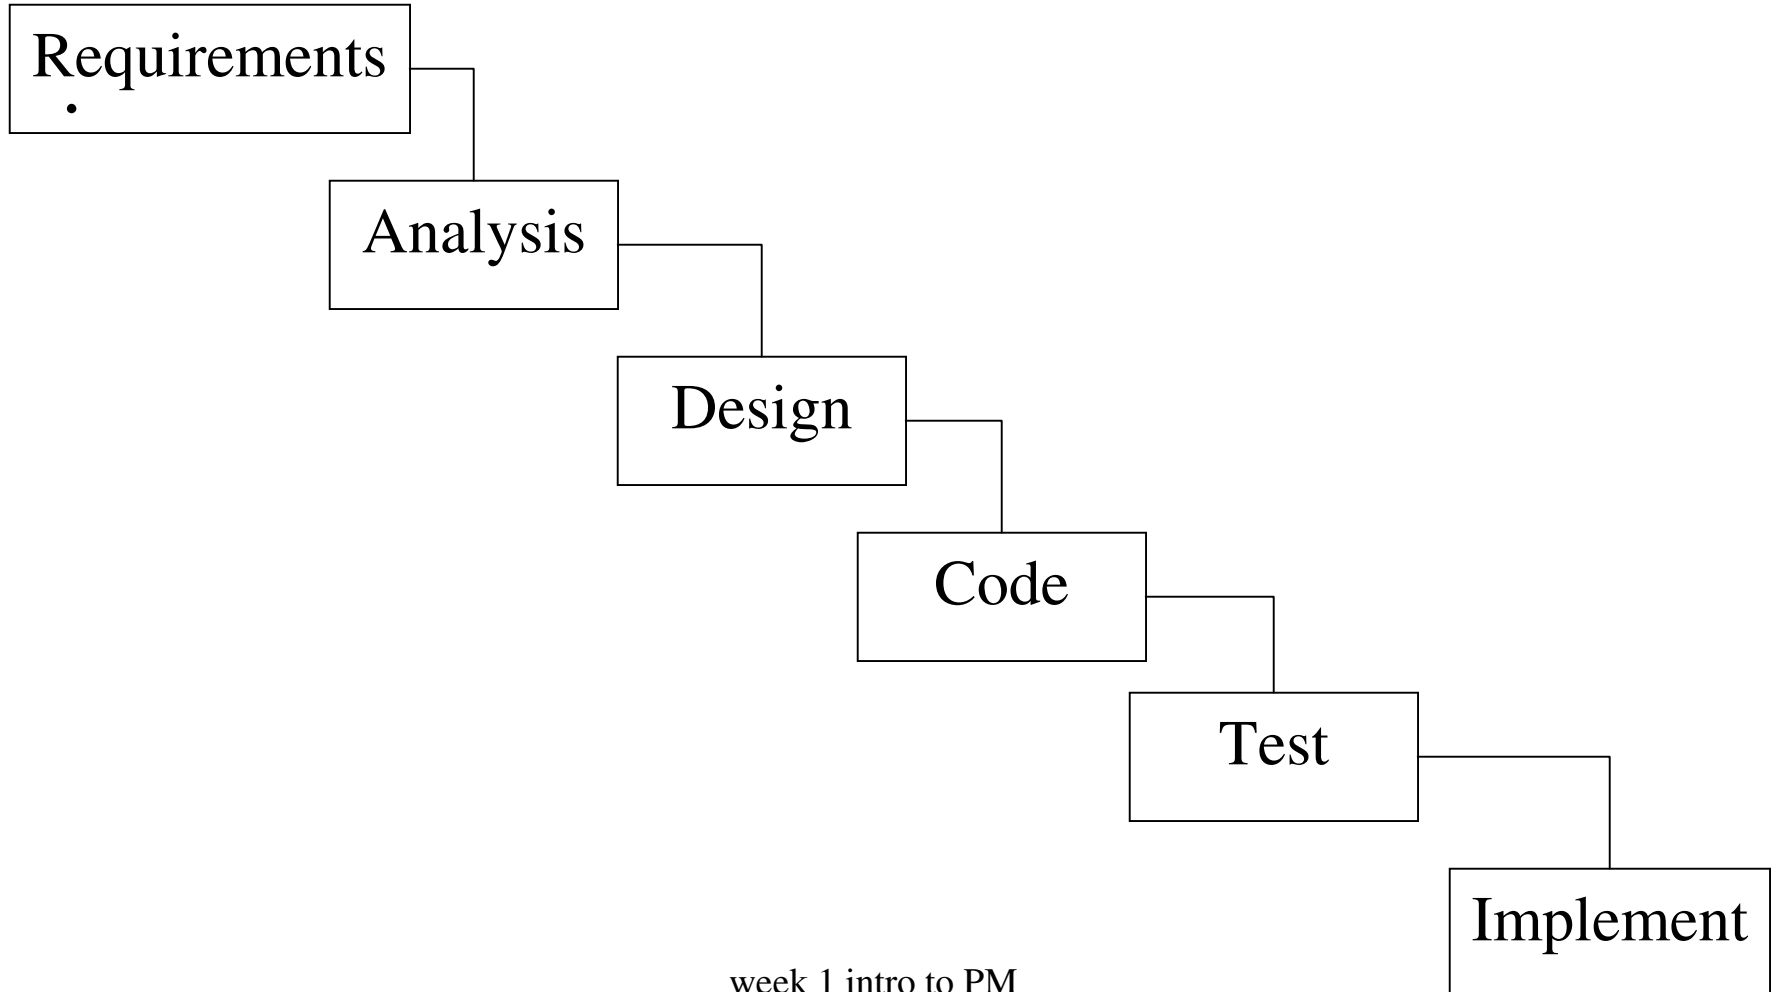 Requirements
•
Analysis
Design
Code
Test
Implement
week 1 intro to PM